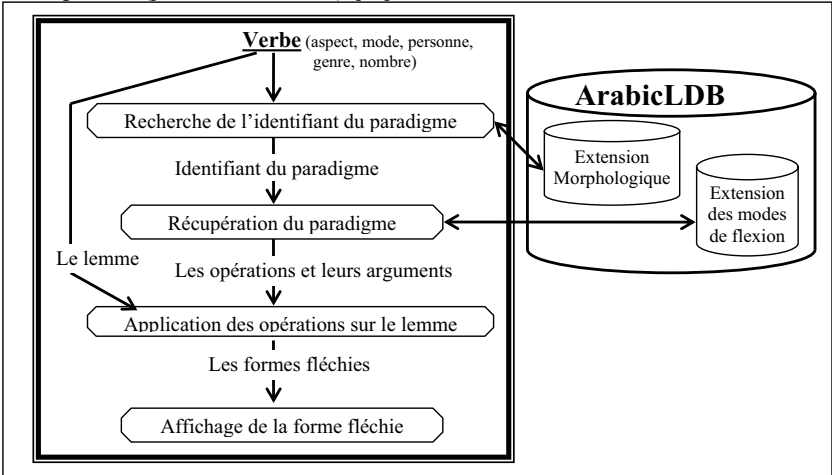 Verbe (aspect, mode, personne,
genre, nombre)
ArabicLDB
Recherche de l'identifiant du paradigme
Extension
Morphologique
Identifiant du paradigme
Extension
des modes
de flexion
Récupération du paradigme
Le lemme
Les opérations et leurs arguments
Application des opérations sur le lemme
Les formes fléchies
Affichage de la forme fléchie